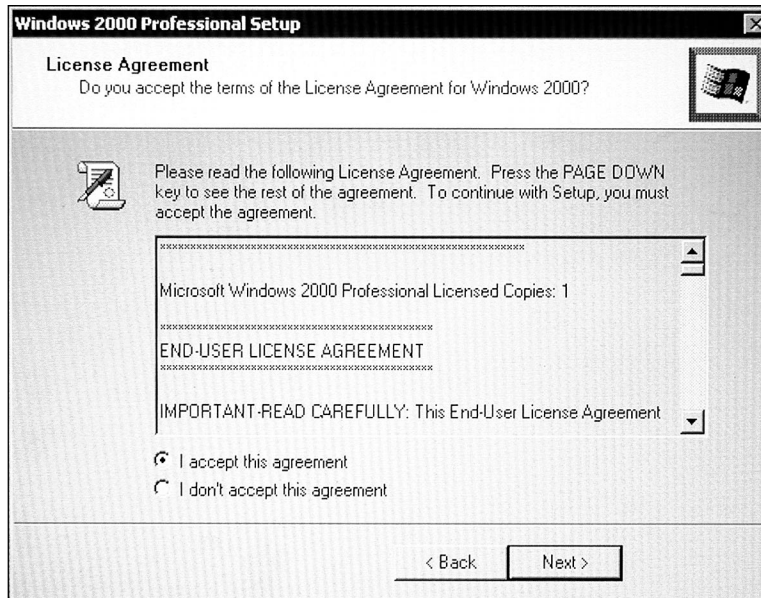 Windows 2000 Professional Setup
License Agreement
Do you accept the terms of the License Agreement for Windows 2000?
Please read the following License Agreement. Press the PAGE DOWN
key to see the rest of the agreement. To continue with Setup, you must
accept the agreement.
Microsoft Windows 2000 Professional Licensed Copies: 1
END-USER LICENSE AGREEMENT
IMPORTANT-READ CAREFULLY: This End-User License Agreement
I accept this agreement
I don't accept this agreement
< Back Next >